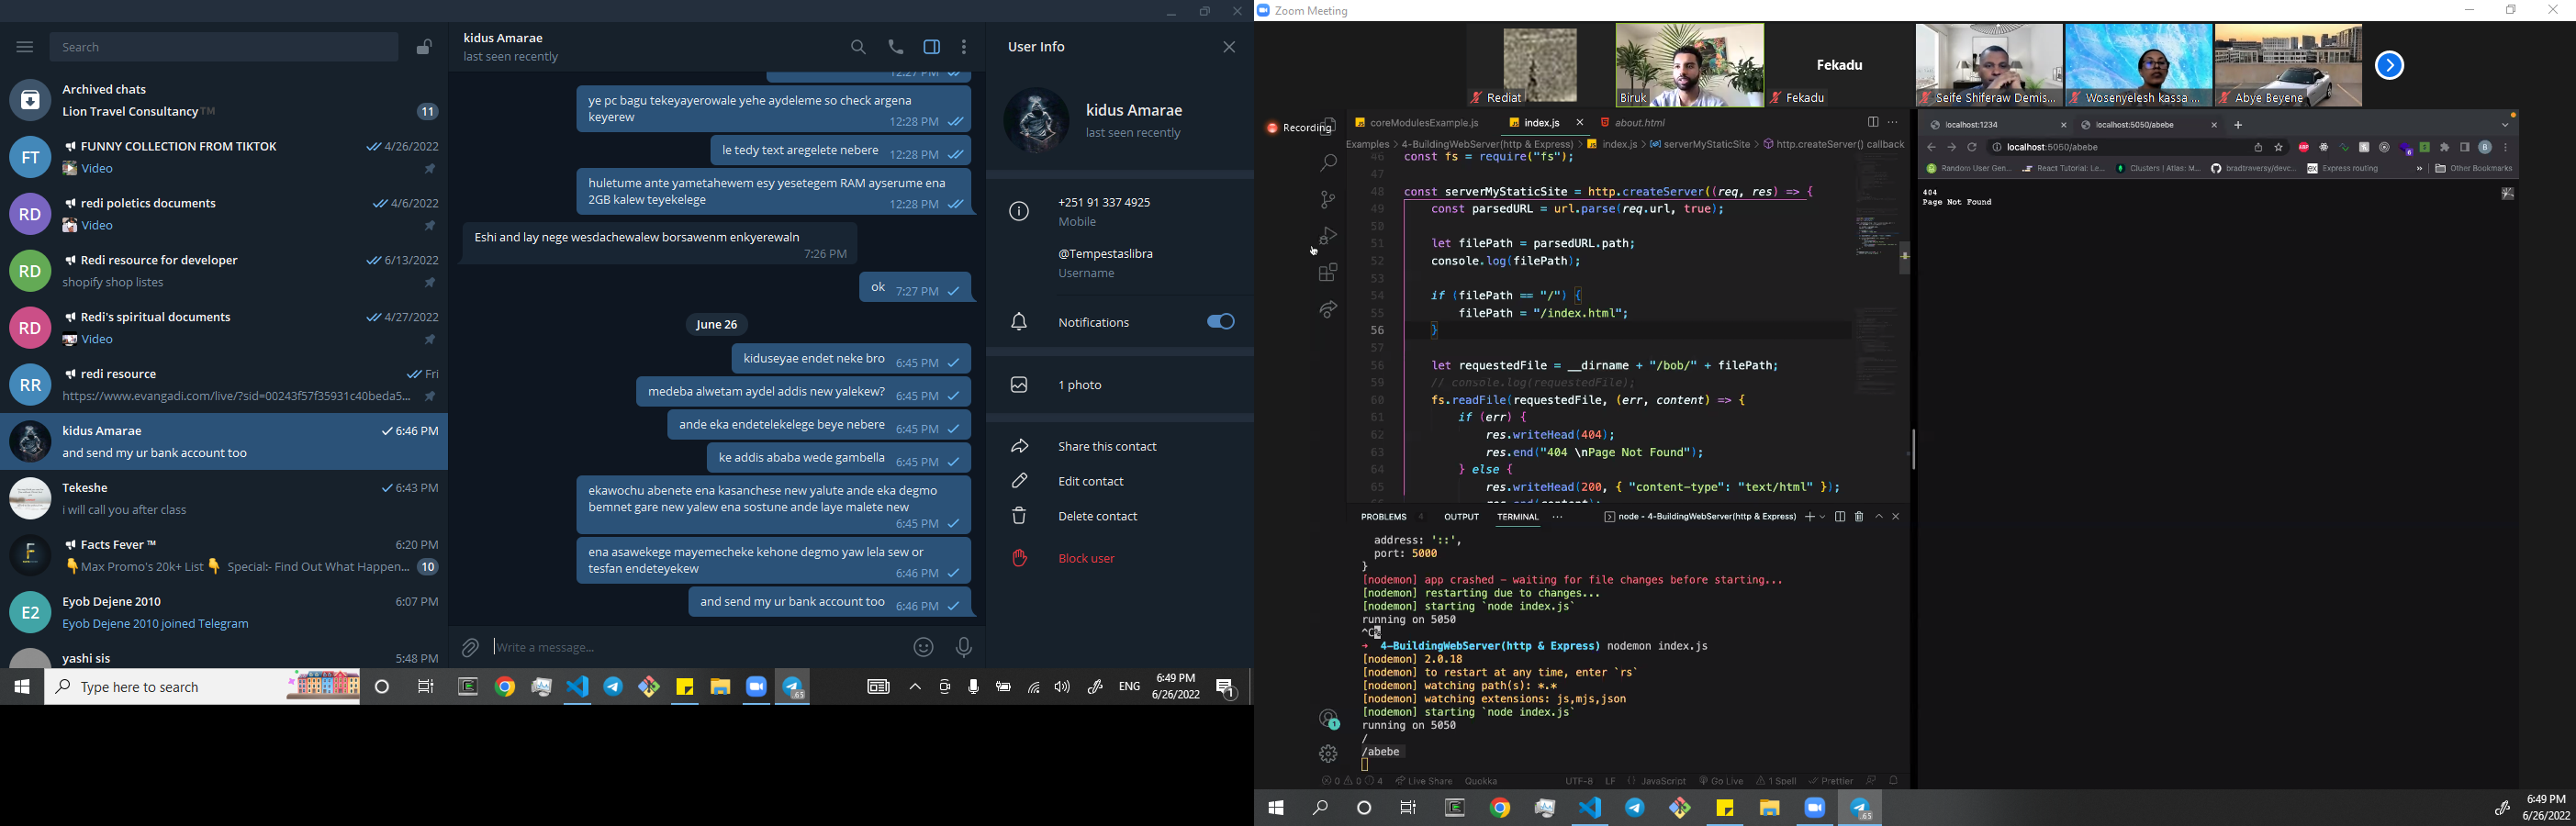 Search
Archived chats
Lion Travel Consultancy™
11
FT
FUNNY COLLECTION FROM TIKTOK
4/26/2022
Video
RD
redi poletics documents
4/6/2022
Video
RD
Redi resource for developer
6/13/2022
shopify shop listes
RD
Redi's spiritual documents
4/27/2022
Video
RR
redi resource
Fri
https://www.evangadi.com/live/?sid=00243f57f35931c40beda5...
kidus Amarae
6:46 PM
and send my ur bank account too
Tekeshe
6:43 PM
i will call you after class
Facts Fever ™
6:20 PM
👇Max Promo's 20k+ List👇 Special:- Find Out What Happen...
10
E2
Eyob Dejene 2010
6:07 PM
Eyob Dejene 2010 joined Telegram
yashi sis
5:48 PM
kidus Amarae
last seen recently
12:27 PM
ye pc bagu tekeyayerowale yehe aydeleme so check argena
keyerew
12:28 PM
le tedy text aregelete nebere 12:28 PM
huletume ante yametahewem esy yesetegem RAM ayserume ena
2GB kalew teyekelege
12:28 PM
Eshi and lay nege wesdachewalew borsawenm enkyerewaln
7:26 PM
ok 7:27 PM
June 26
kiduseyae endet neke bro 6:45 PM
medeba alwetam aydel addis new yalekew? 6:45 PM
ande eka endetelekelege beye nebere 6:45 PM
ke addis ababa wede gambella 6:45 PM
ekawochu abenete ena kasanchese new yalute ande eka degmo
bemnet gare new yalew ena sostune ande laye malete new
6:45 PM
ena asawekege mayemecheke kehone degmo yaw lela sew or
tesfan endeteyekew
6:46 PM
and send my ur bank account too 6:46 PM
Write a message...
User Info
kidus Amarae
last seen recently
+251 91 337 4925
Mobile
@Tempestaslibra
Username
Notifications
1 photo
Share this contact
Edit contact
Delete contact
Block user
Type here to search
65
ENG
6:49 PM
6/26/2022
1
Zoom Meeting
Rediat
Biruk
Fekadu
Fekadu
Seife Shiferaw Demis...
Wosenyelesh kassa ...
Abye Beyene
Recording
coreModulesExample.js
index.js
about.html
Examples > 4-BuildingWebServer(http & Express) > index.js > serverMyStaticSite > http.createServer() callback
46 const fs = require("fs");
47
48 const serverMyStaticSite = http.createServer((req, res) => {
49 const parsedURL = url.parse(req.url, true);
50
51 let filePath = parsedURL.path;
52 console.log(filePath);
53
54 if (filePath == "/") {
55 filePath = "/index.html";
56 }
57
58 let requestedFile = __dirname + "/bob/" + filePath;
59 // console.log(requestedFile);
60 fs.readFile(requestedFile, (err, content) => {
61 if (err) {
62 res.writeHead(404);
63 res.end("404 \nPage Not Found");
64 } else {
65 res.writeHead(200, { "content-type": "text/html" });
PROBLEMS 4 OUTPUT TERMINAL ...
node - 4-BuildingWebServer(http & Express)
address: '::',
port: 5000
}
[nodemon] app crashed - waiting for file changes before starting...
[nodemon] restarting due to changes...
[nodemon] starting `node index.js`
running on 5050
^C
4-BuildingWebServer(http & Express) nodemon index.js
[nodemon] 2.0.18
[nodemon] to restart at any time, enter `rs`
[nodemon] watching path(s): *.*
[nodemon] watching extensions: js,mjs,json
[nodemon] starting `node index.js`
running on 5050
/
/abebe
1
0 0 4 Live Share Quokka
UTF-8 LF JavaScript Go Live 1 Spell Prettier
localhost:1234
localhost:5050/abebe
localhost:5050/abebe
Random User Gen...
React Tutorial: Le...
Clusters | Atlas: M...
bradtraversy/devc...
Express routing
Other Bookmarks
404
Page Not Found
65
6:49 PM
6/26/2022